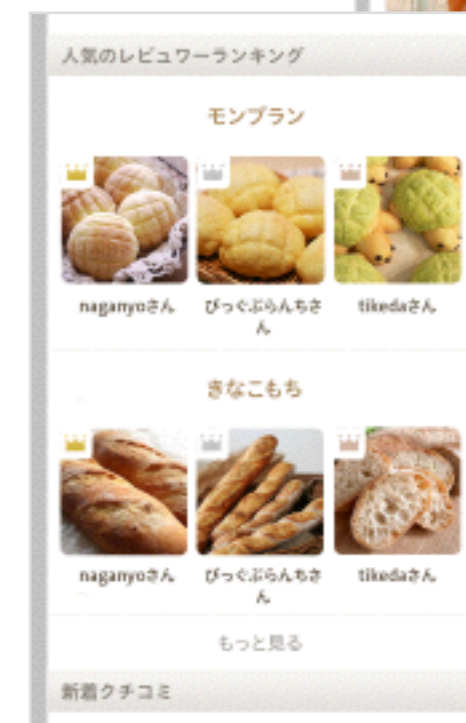 人気のレビュワーランキング
モンブラン
naganyoさん
びっぐぶらんちさ
ん
tikedaさん
きなこもち
naganyoさん
びっぐぶらんちさ
ん
tikedaさん
もっと見る
新着クチコミ